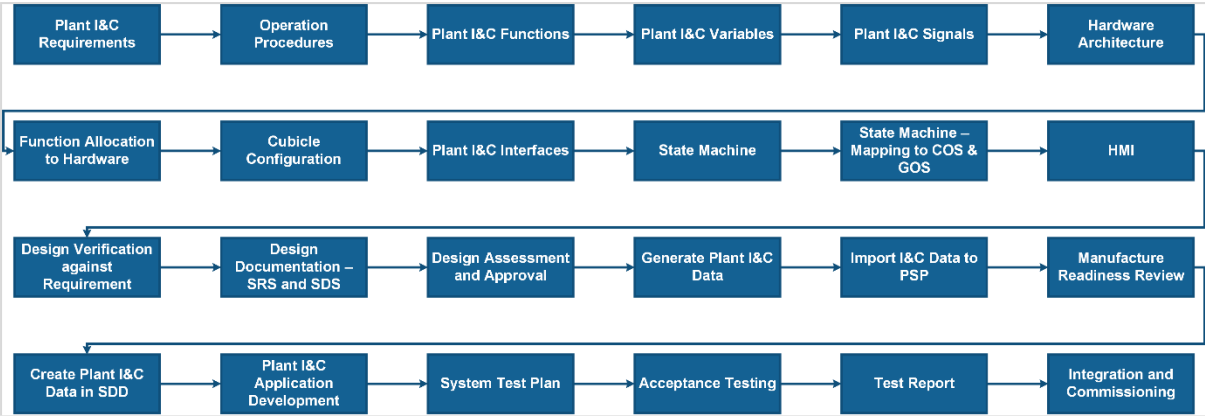 Plant I&C
Requirements
Operation
Procedures
Plant I&C Functions
Plant I&C Variables
Plant I&C Signals
Hardware
Architecture
Function Allocation
to Hardware
Cubicle
Configuration
Plant I&C Interfaces
State Machine
State Machine –
Mapping to COS &
GOS
HMI
Design Verification
against
Requirement
Design
Documentation –
SRS and SDS
Design Assessment
and Approval
Generate Plant I&C
Data
Import I&C Data to
PSP
Manufacture
Readiness Review
Create Plant I&C
Data in SDD
Plant I&C
Application
Development
System Test Plan
Acceptance Testing
Test Report
Integration and
Commissioning